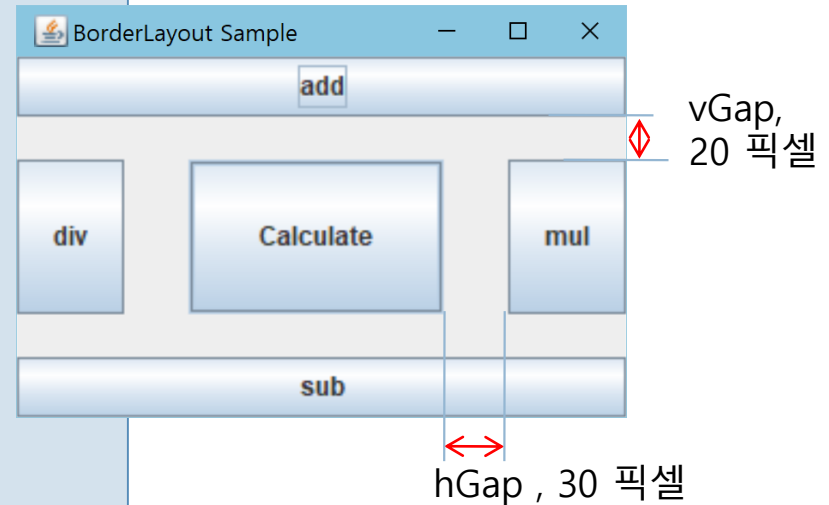 BorderLayout Sample
add
vGap,
20 픽셀
div
Calculate
mul
sub
hGap , 30 픽셀